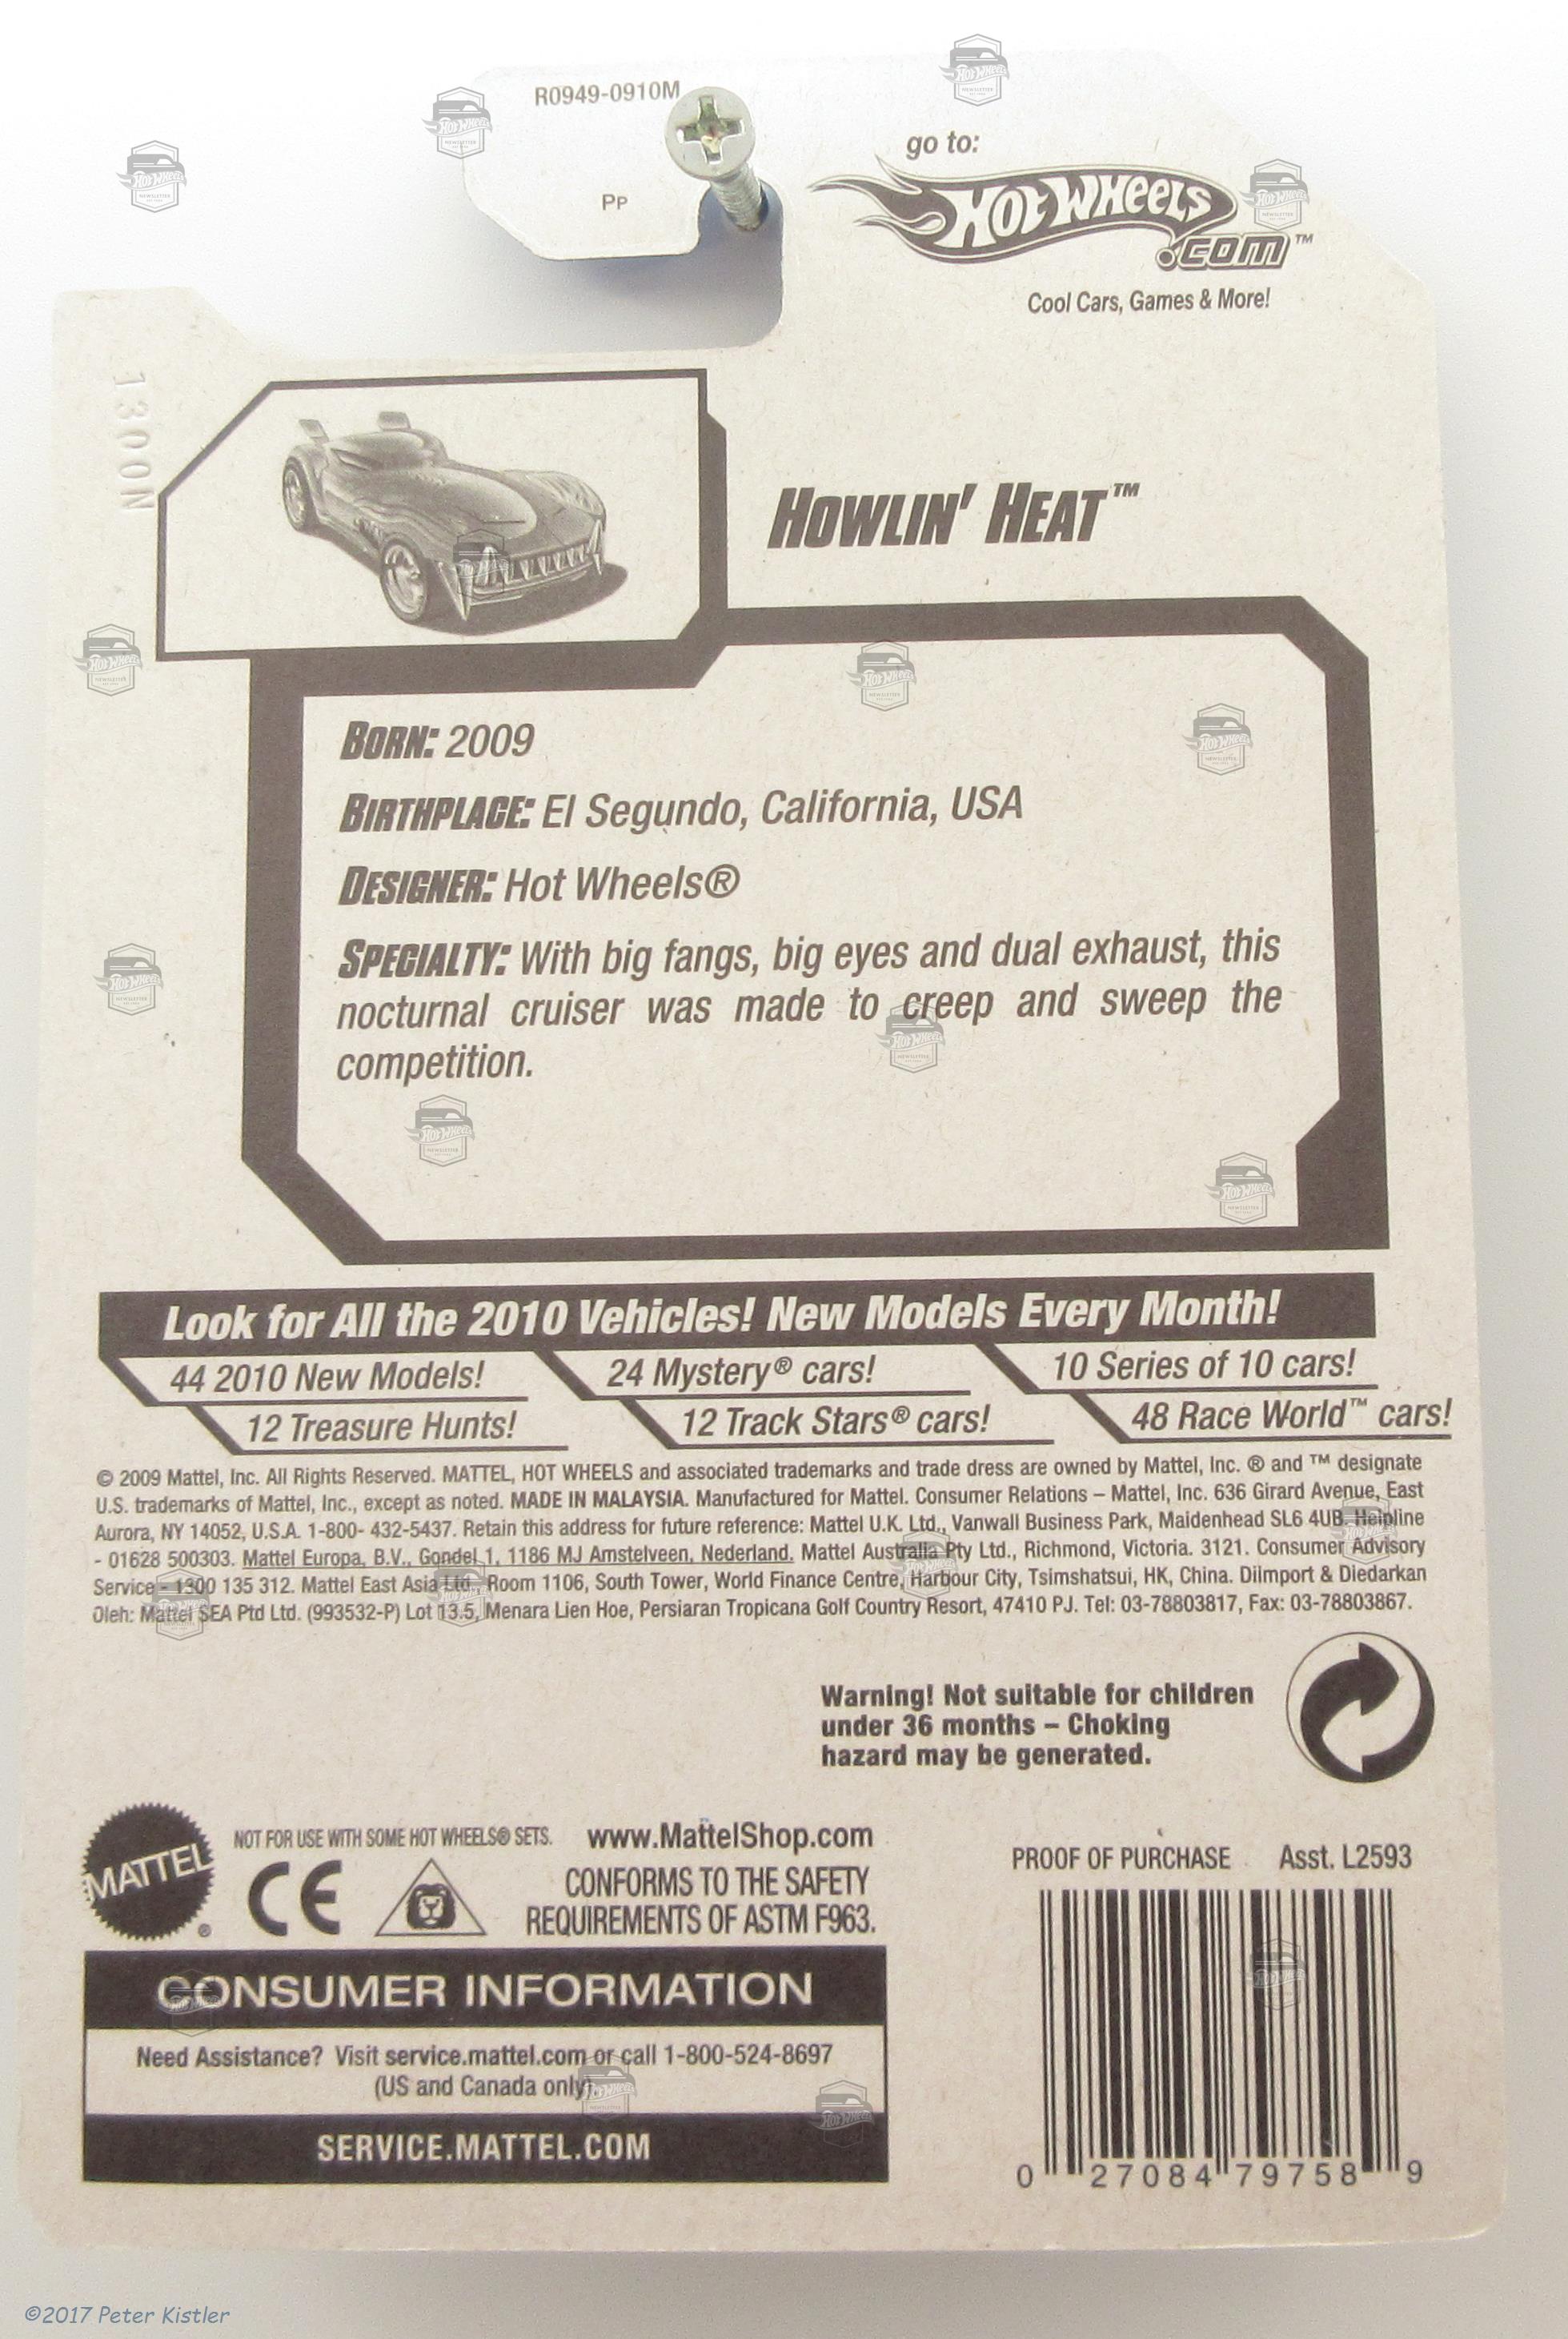 R0949-0910M
PP
go to:
Hot Wheels
.com™
Cool Cars, Games & More!
1300N
HOWLIN' HEAT™
BORN: 2009
BIRTHPLACE: El Segundo, California, USA
DESIGNER: Hot Wheels®
SPECIALTY: With big fangs, big eyes and dual exhaust, this
nocturnal cruiser was made to creep and sweep the
competition.
Look for All the 2010 Vehicles! New Models Every Month!
44 2010 New Models! 24 Mystery® cars! 10 Series of 10 cars!
12 Treasure Hunts! 12 Track Stars® cars! 48 Race World™ cars!
© 2009 Mattel, Inc. All Rights Reserved. MATTEL, HOT WHEELS and associated trademarks and trade dress are owned by Mattel, Inc. ® and ™ designate
U.S. trademarks of Mattel, Inc., except as noted. MADE IN MALAYSIA. Manufactured for Mattel. Consumer Relations – Mattel, Inc. 636 Girard Avenue, East
Aurora, NY 14052, U.S.A. 1-800- 432-5437. Retain this address for future reference: Mattel U.K. Ltd., Vanwall Business Park, Maidenhead SL6 4UB. Helpline
- 01628 500303. Mattel Europa, B.V., Gondel 1, 1186 MJ Amstelveen, Nederland. Mattel Australia Pty Ltd., Richmond, Victoria. 3121. Consumer Advisory
Service - 1300 135 312. Mattel East Asia Ltd., Room 1106, South Tower, World Finance Centre, Harbour City, Tsimshatsui, HK, China. Diimport & Diedarkan
Oleh: Mattel SEA Ptd Ltd. (993532-P) Lot 13.5, Menara Lien Hoe, Persiaran Tropicana Golf Country Resort, 47410 PJ. Tel: 03-78803817, Fax: 03-78803867.
Warning! Not suitable for children
under 36 months – Choking
hazard may be generated.
MATTEL®
NOT FOR USE WITH SOME HOT WHEELS® SETS.
CE
www.MattelShop.com
CONFORMS TO THE SAFETY
REQUIREMENTS OF ASTM F963.
PROOF OF PURCHASE Asst. L2593
CONSUMER INFORMATION
Need Assistance? Visit service.mattel.com or call 1-800-524-8697
(US and Canada only).
SERVICE.MATTEL.COM
0 27084 79758 9
©2017 Peter Kistler